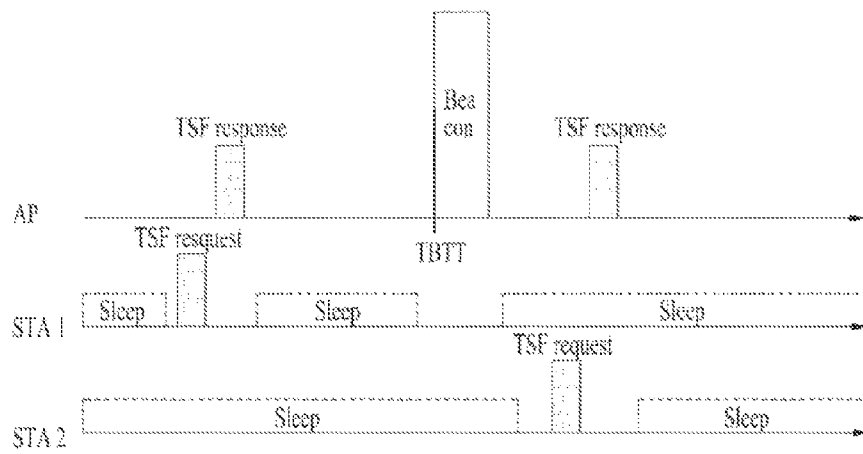 Bea
con
TSF response
TSF response
AP
TBTT
TSF resquest
Sleep
Sleep
Sleep
STA 1
TSF request
Sleep
Sleep
STA 2